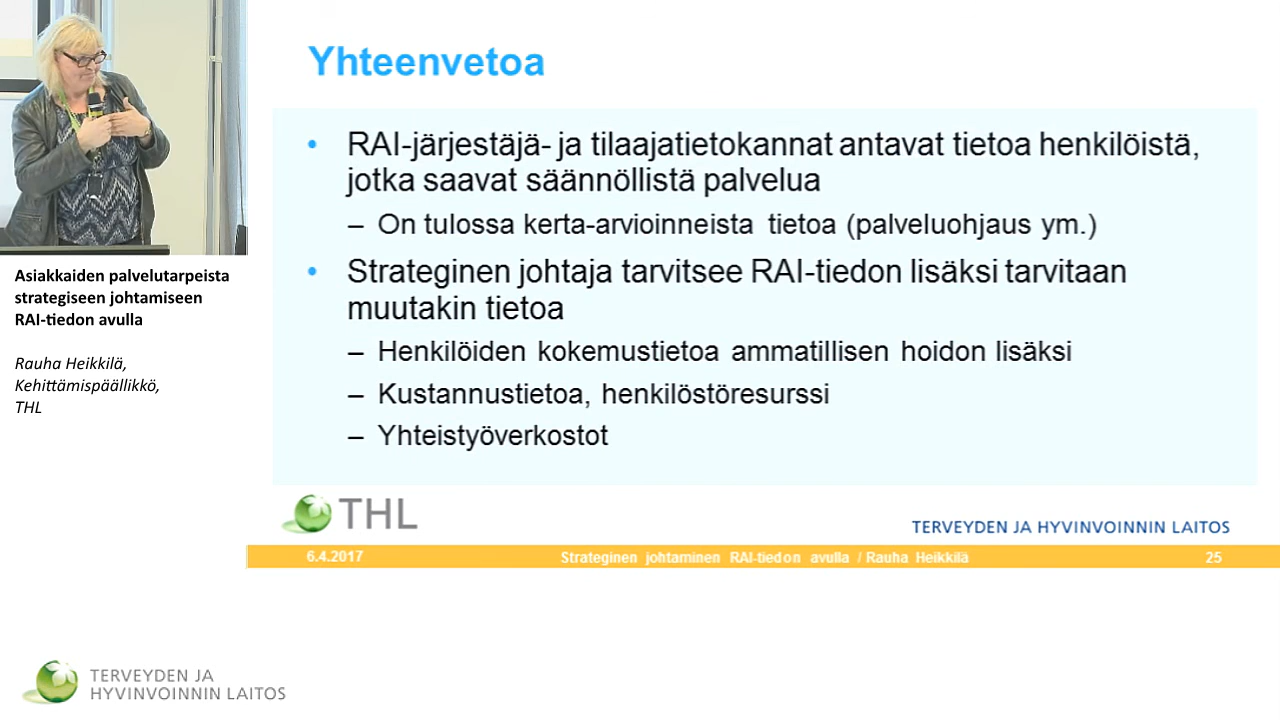 Asiakkaiden palvelutarpeista
strategiseen johtamiseen
RAI-tiedon avulla
Rauha Heikkilä,
Kehittämispäällikkö,
THL
Yhteenvetoa
• RAI-järjestäjä- ja tilaajatietokannat antavat tietoa henkilöistä,
jotka saavat säännöllistä palvelua
– On tulossa kerta-arvioinneista tietoa (palveluohjaus ym.)
• Strateginen johtaja tarvitsee RAI-tiedon lisäksi tarvitaan
muutakin tietoa
– Henkilöiden kokemustietoa ammatillisen hoidon lisäksi
– Kustannustietoa, henkilöstöresurssi
– Yhteistyöverkostot
THL
TERVEYDEN JA HYVINVOINNIN LAITOS
6.4.2017 Strateginen johtaminen RAI-tiedon avulla / Rauha Heikkilä 25
TERVEYDEN JA
HYVINVOINNIN LAITOS